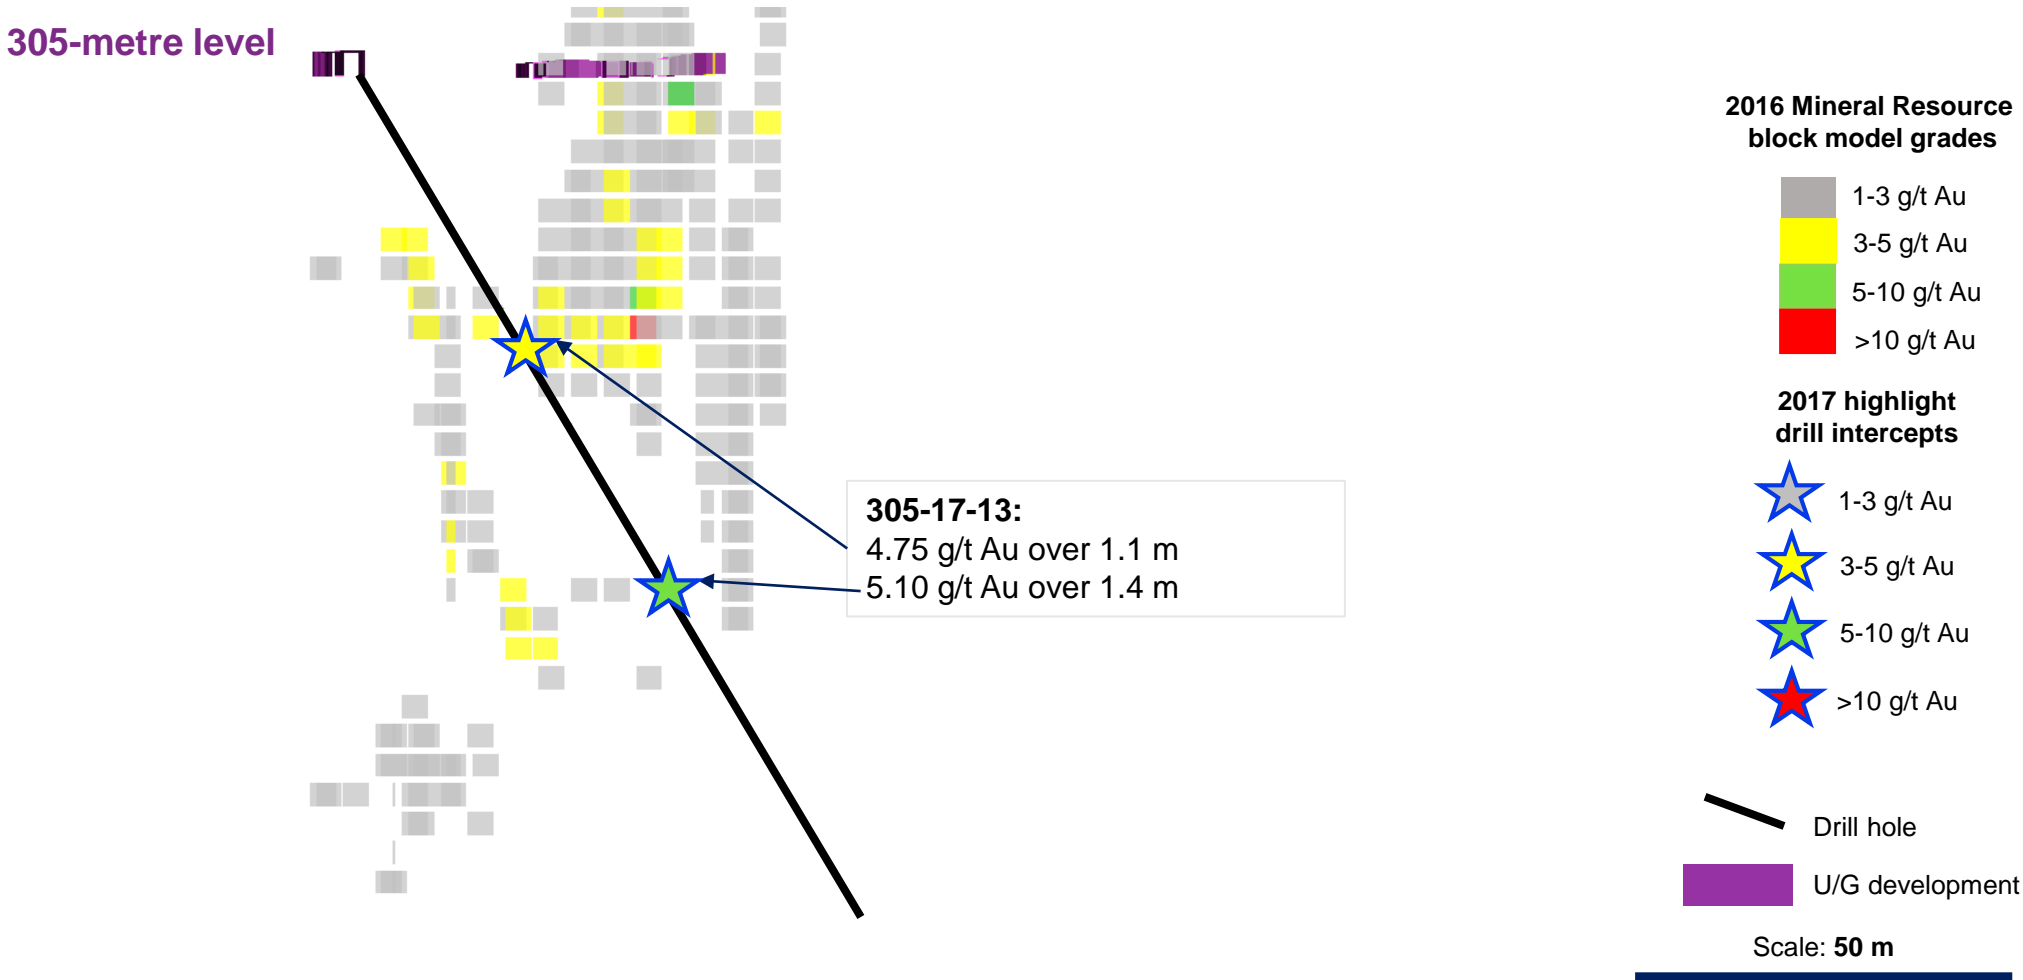 305-metre level
2016 Mineral Resource
block model grades
1-3 g/t Au
3-5 g/t Au
5-10 g/t Au
>10 g/t Au
2017 highlight
drill intercepts
1-3 g/t Au
3-5 g/t Au
5-10 g/t Au
>10 g/t Au
305-17-13:
4.75 g/t Au over 1.1 m
5.10 g/t Au over 1.4 m
Drill hole
U/G development
Scale: 50 m